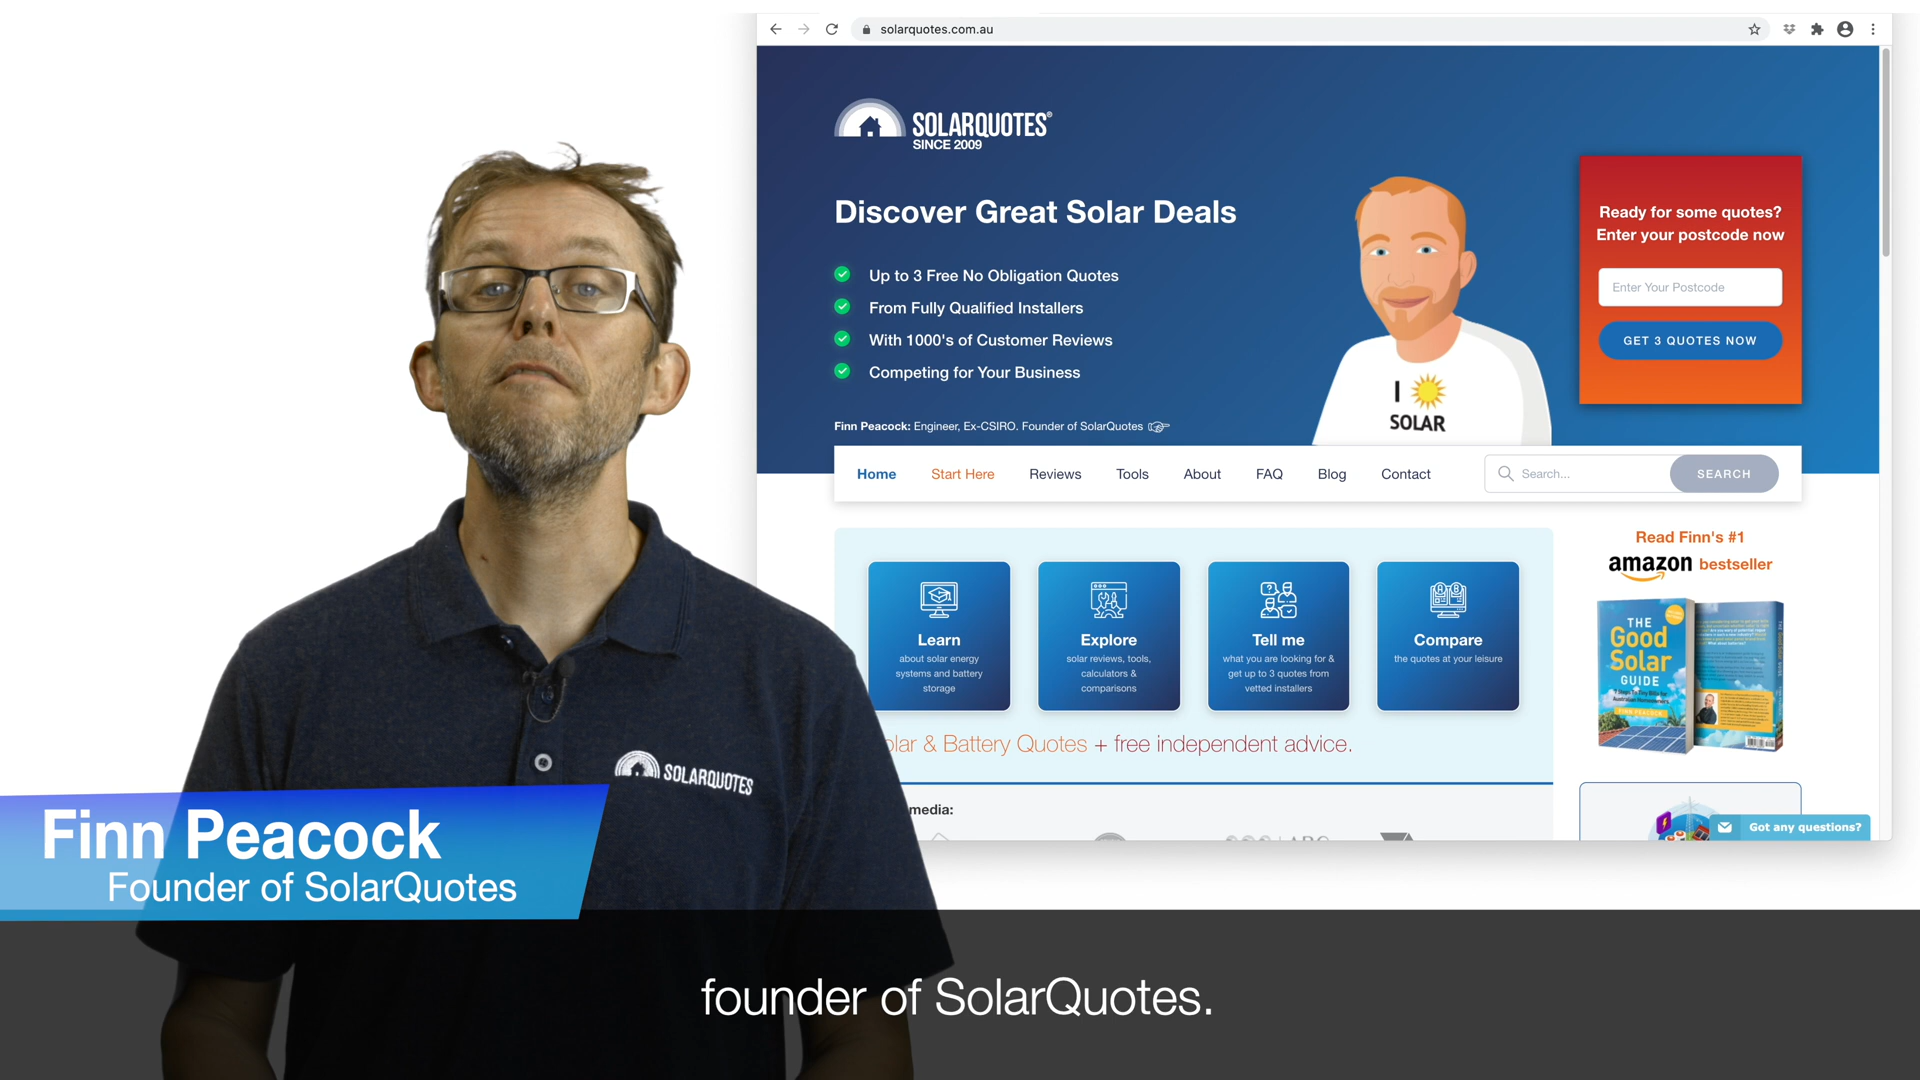 solarquotes.com.au
SOLARQUOTES®
SINCE 2009
Discover Great Solar Deals
Up to 3 Free No Obligation Quotes
From Fully Qualified Installers
With 1000's of Customer Reviews
Competing for Your Business
Finn Peacock: Engineer, Ex-CSIRO. Founder of SolarQuotes
I
SOLAR
Ready for some quotes?
Enter your postcode now
Enter Your Postcode
GET 3 QUOTES NOW
Home Start Here Reviews Tools About FAQ Blog Contact Search... SEARCH
Learn
about solar energy
systems and battery
storage
Explore
solar reviews, tools,
calculators &
comparisons
Tell me
what you are looking for &
get up to 3 quotes from
vetted installers
Compare
the quotes at your leisure
olar & Battery Quotes + free independent advice.
media:
Read Finn's #1
amazon bestseller
THE
Good
Solar
GUIDE
FINN PEACOCK
Got any questions?
SOLARQUOTES
Finn Peacock
Founder of SolarQuotes
founder of SolarQuotes.